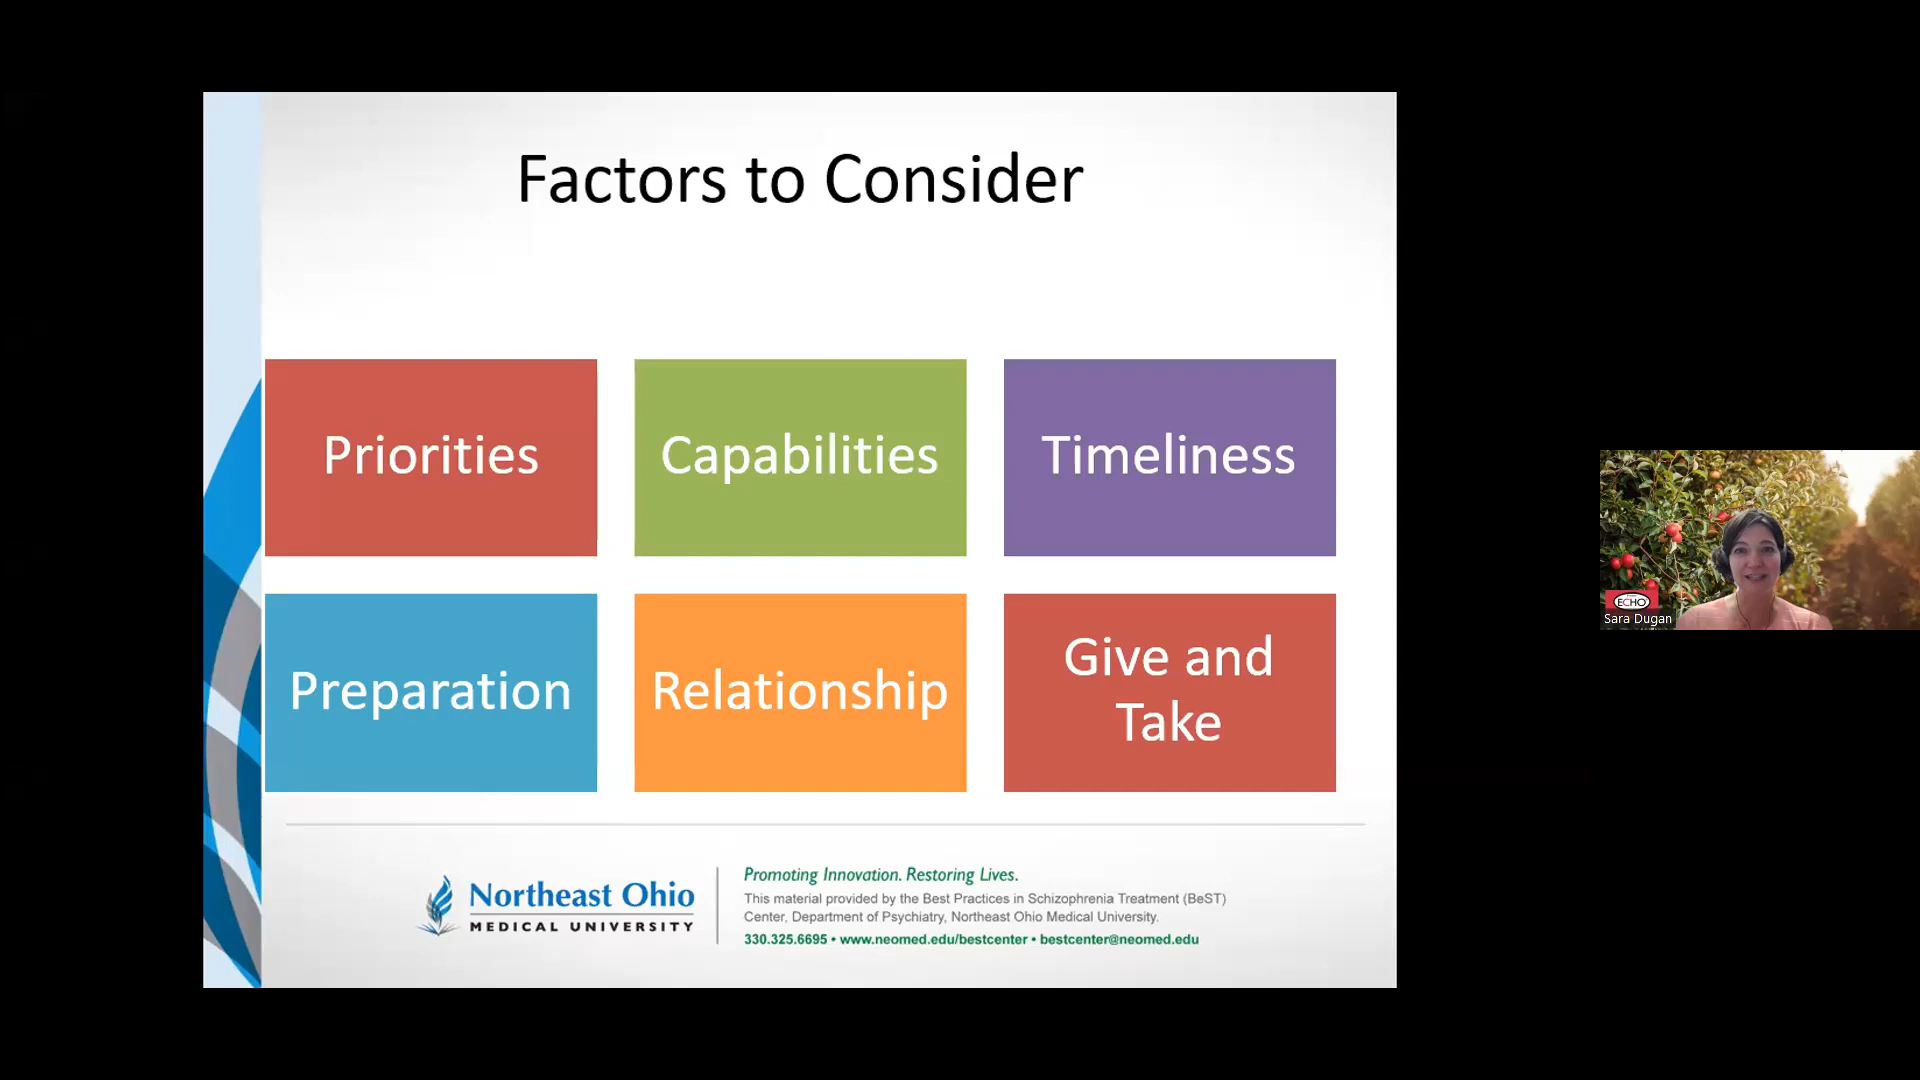 Factors to Consider
Priorities
Capabilities
Timeliness
Preparation
Relationship
Give and
Take
Northeast Ohio
MEDICAL UNIVERSITY
Promoting Innovation. Restoring Lives.
This material provided by the Best Practices in Schizophrenia Treatment (BeST)
Center, Department of Psychiatry, Northeast Ohio Medical University.
330.325.6695 • www.neomed.edu/bestcenter • bestcenter@neomed.edu
ECHO
Sara Dugan